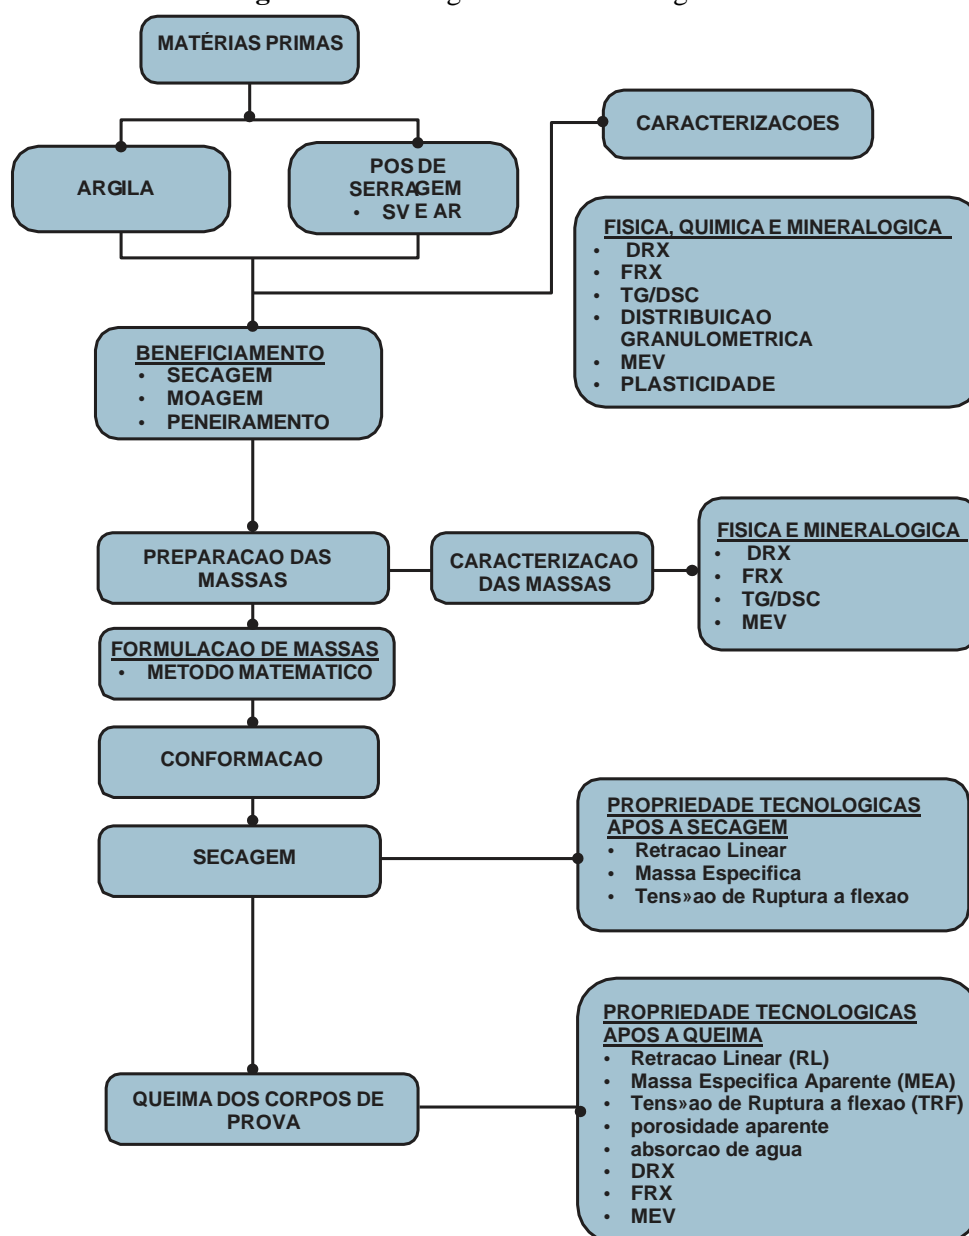 MATÉRIAS PRIMAS
ARGILA
POS DE
SERRAGEM
• SV E AR
CARACTERIZACOES
FISICA, QUIMICA E MINERALOGICA
• DRX
• FRX
• TG/DSC
• DISTRIBUICAO
GRANULOMETRICA
• MEV
• PLASTICIDADE
BENEFICIAMENTO
• SECAGEM
• MOAGEM
• PENEIRAMENTO
PREPARACAO DAS
MASSAS
CARACTERIZACAO
DAS MASSAS
FISICA E MINERALOGICA
• DRX
• FRX
• TG/DSC
• MEV
FORMULACAO DE MASSAS
• METODO MATEMATICO
CONFORMACAO
SECAGEM
PROPRIEDADE TECNOLOGICAS
APOS A SECAGEM
• Retracao Linear
• Massa Especifica
• Tens»ao de Ruptura a flexao
QUEIMA DOS CORPOS DE
PROVA
PROPRIEDADE TECNOLOGICAS
APOS A QUEIMA
• Retracao Linear (RL)
• Massa Especifica Aparente (MEA)
• Tens»ao de Ruptura a flexao (TRF)
• porosidade aparente
• absorcao de agua
• DRX
• FRX
• MEV